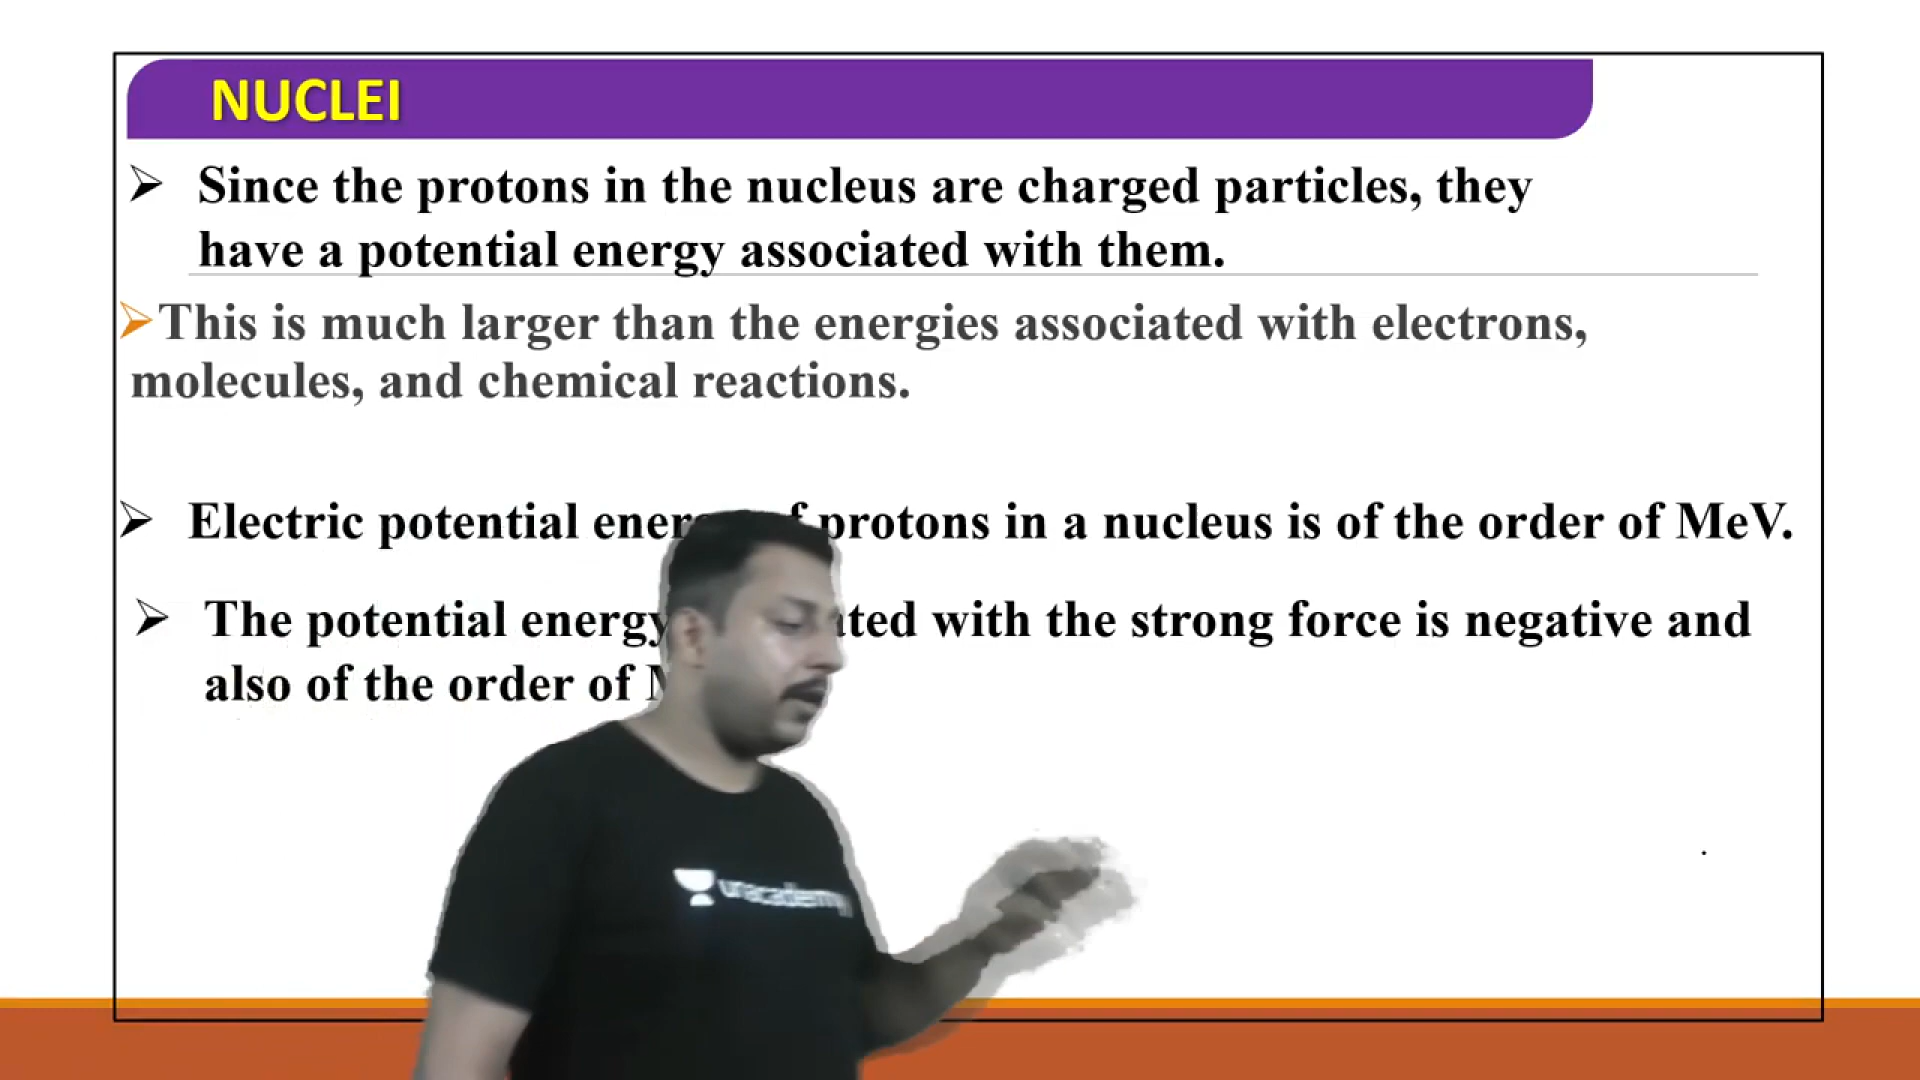 NUCLEI
➢ Since the protons in the nucleus are charged particles, they
have a potential energy associated with them.
➢This is much larger than the energies associated with electrons,
molecules, and chemical reactions.
➢ Electric potential protons in a nucleus is of the order of MeV.
➢ The potential energy with the strong force is negative and
also of the order of
unacademy